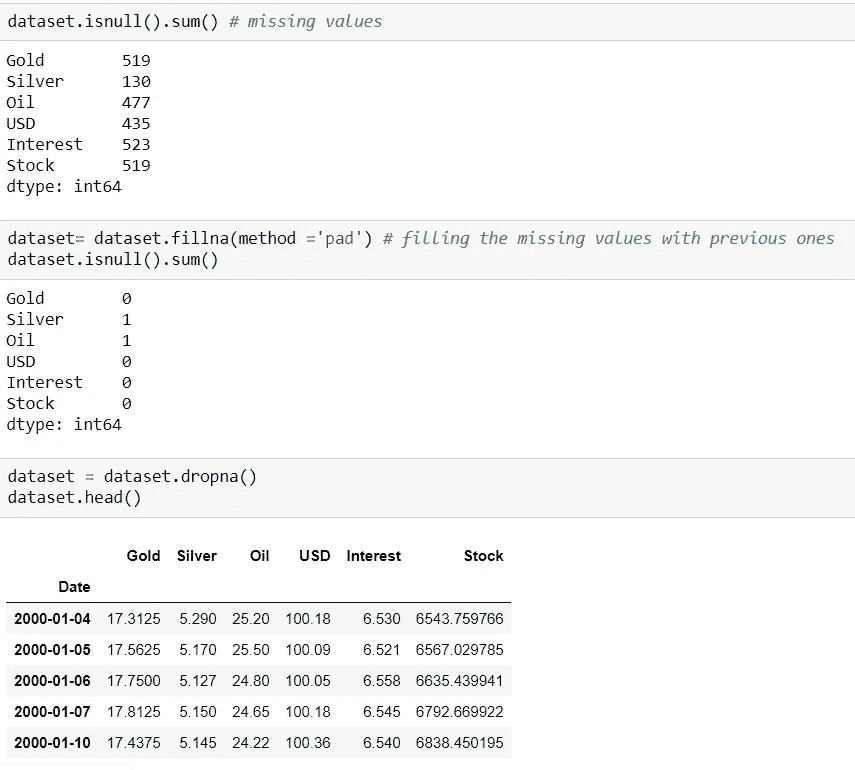 dataset.isnull().sum() # missing values
Gold 519
Silver 130
Oil 477
USD 435
Interest 523
Stock 519
dtype: int64
dataset= dataset.fillna(method ='pad') # filling the missing values with previous ones
dataset.isnull().sum()
Gold 0
Silver 1
Oil 1
USD 0
Interest 0
Stock 0
dtype: int64
dataset = dataset.dropna()
dataset.head()
Gold Silver Oil USD Interest Stock
Date
2000-01-04 17.3125 5.290 25.20 100.18 6.530 6543.759766
2000-01-05 17.5625 5.170 25.50 100.09 6.521 6567.029785
2000-01-06 17.7500 5.127 24.80 100.05 6.558 6635.439941
2000-01-07 17.8125 5.150 24.65 100.18 6.545 6792.669922
2000-01-10 17.4375 5.145 24.22 100.36 6.540 6838.450195